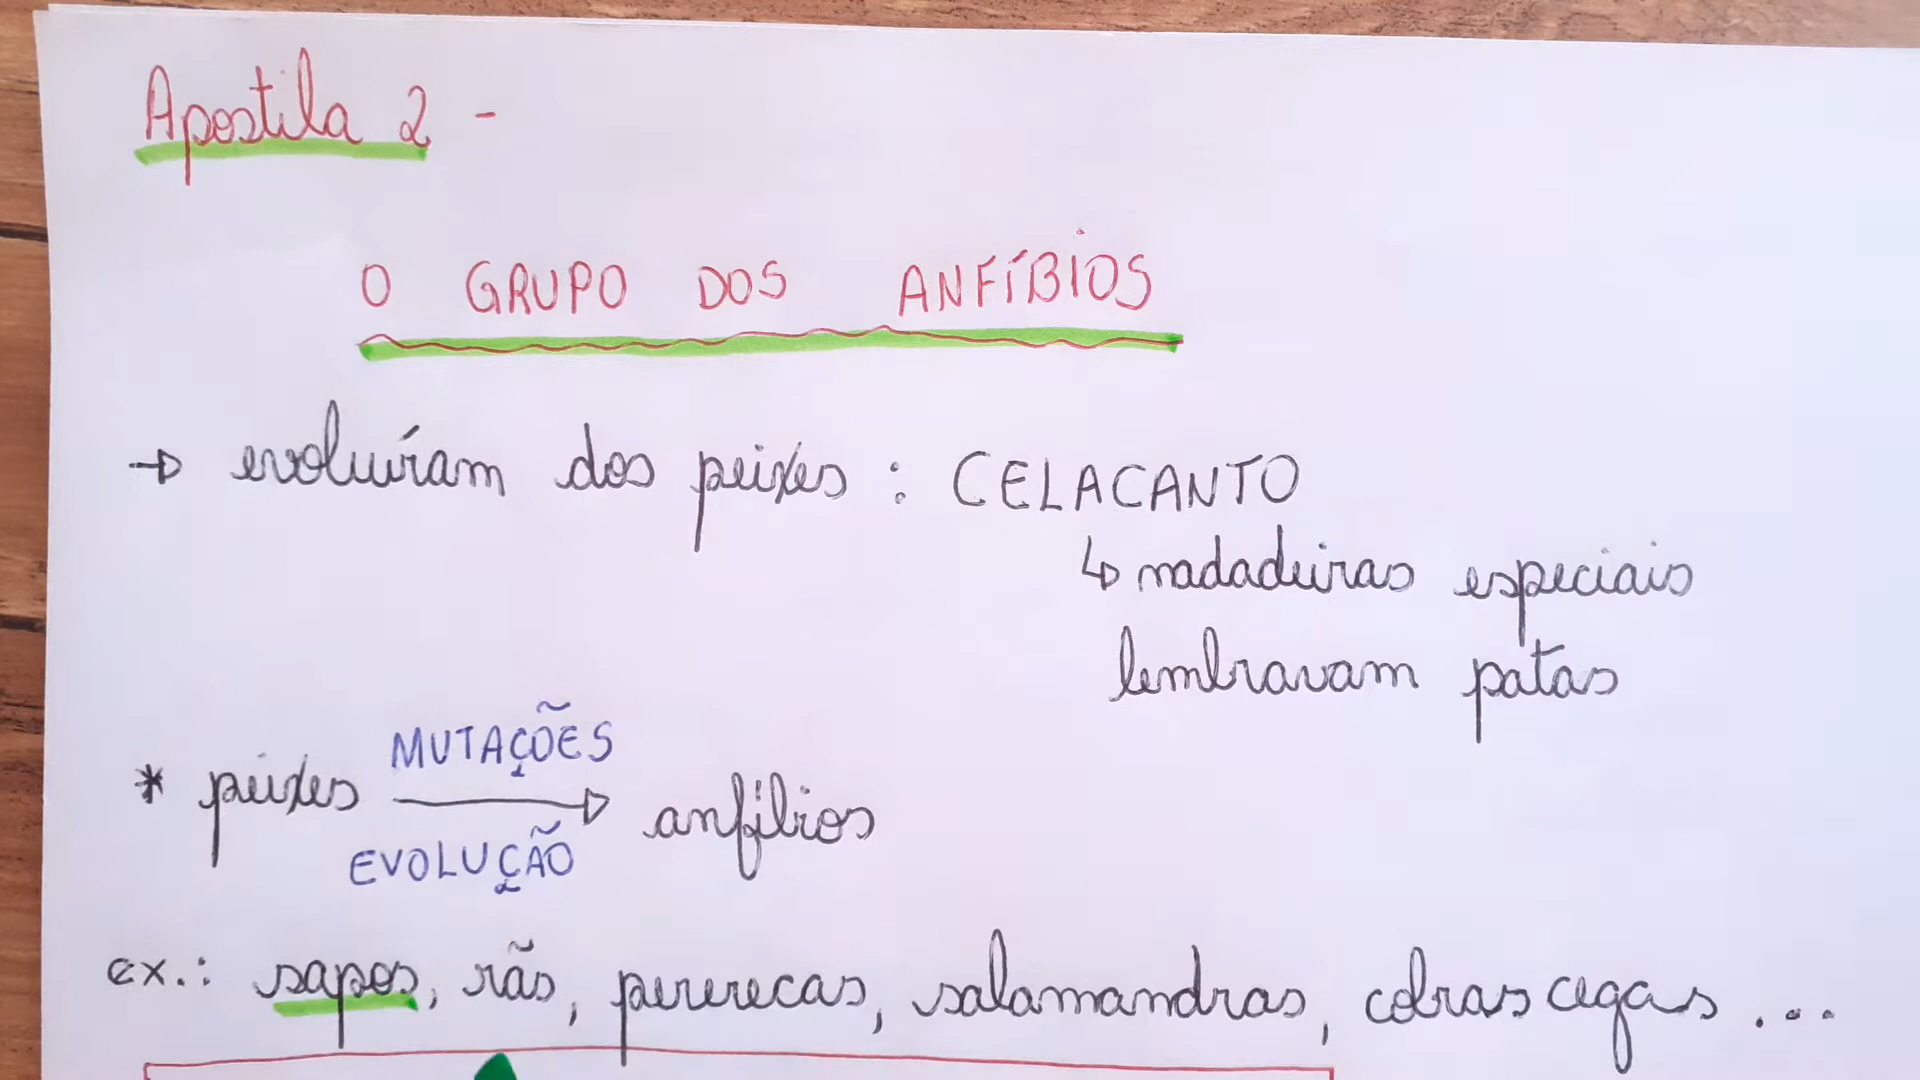 Apostila 2 -
O GRUPO DOS ANFÍBIOS
→ evoluíram dos peixes : CELACANTO
↳ nadadeiras especiais
lembravam patas
MUTAÇÕES
* peixes → anfíbios
EVOLUÇÃO
ex.: sapos, rãs, pererecas, salamandras, cobras cegas ...